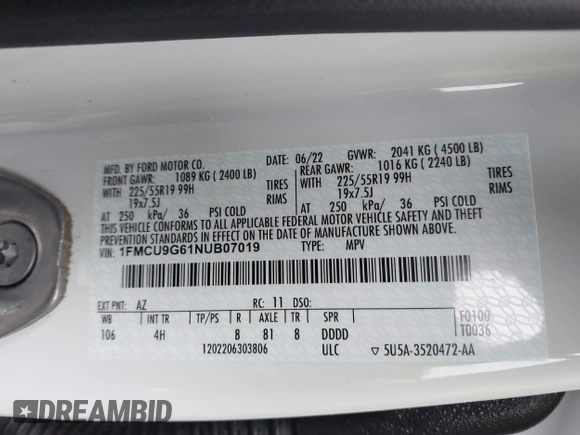 MFD. BY FORD MOTOR CO.
DATE: 06/22 GVWR: 2041 KG ( 4500 LB)
FRONT GAWR: 1089 KG ( 2400 LB)
REAR GAWR: 1016 KG ( 2240 LB)
WITH 225/55R19 99H TIRES
WITH 225/55R19 99H TIRES
19x7.5J RIMS
19x7.5J RIMS
AT 250 kPa/ 36 PSI COLD
AT 250 kPa/ 36 PSI COLD
THIS VEHICLE CONFORMS TO ALL APPLICABLE FEDERAL MOTOR VEHICLE SAFETY AND THEFT PREVENTION STANDARDS IN EFFECT ON THE DATE OF MANUFACTURE SHOWN ABOVE.
VIN: 1FMCU9G61NUB07019
TYPE: MPV
EXT PNT: AZ RC: 11 DSO:
WB INT TR TP/PS R AXLE TR SPR
106 4H 8 81 8 DDDD
F0100
T0036
1202206303806 ULC ▽ 5U5A-3520472-AA
DREAMBID